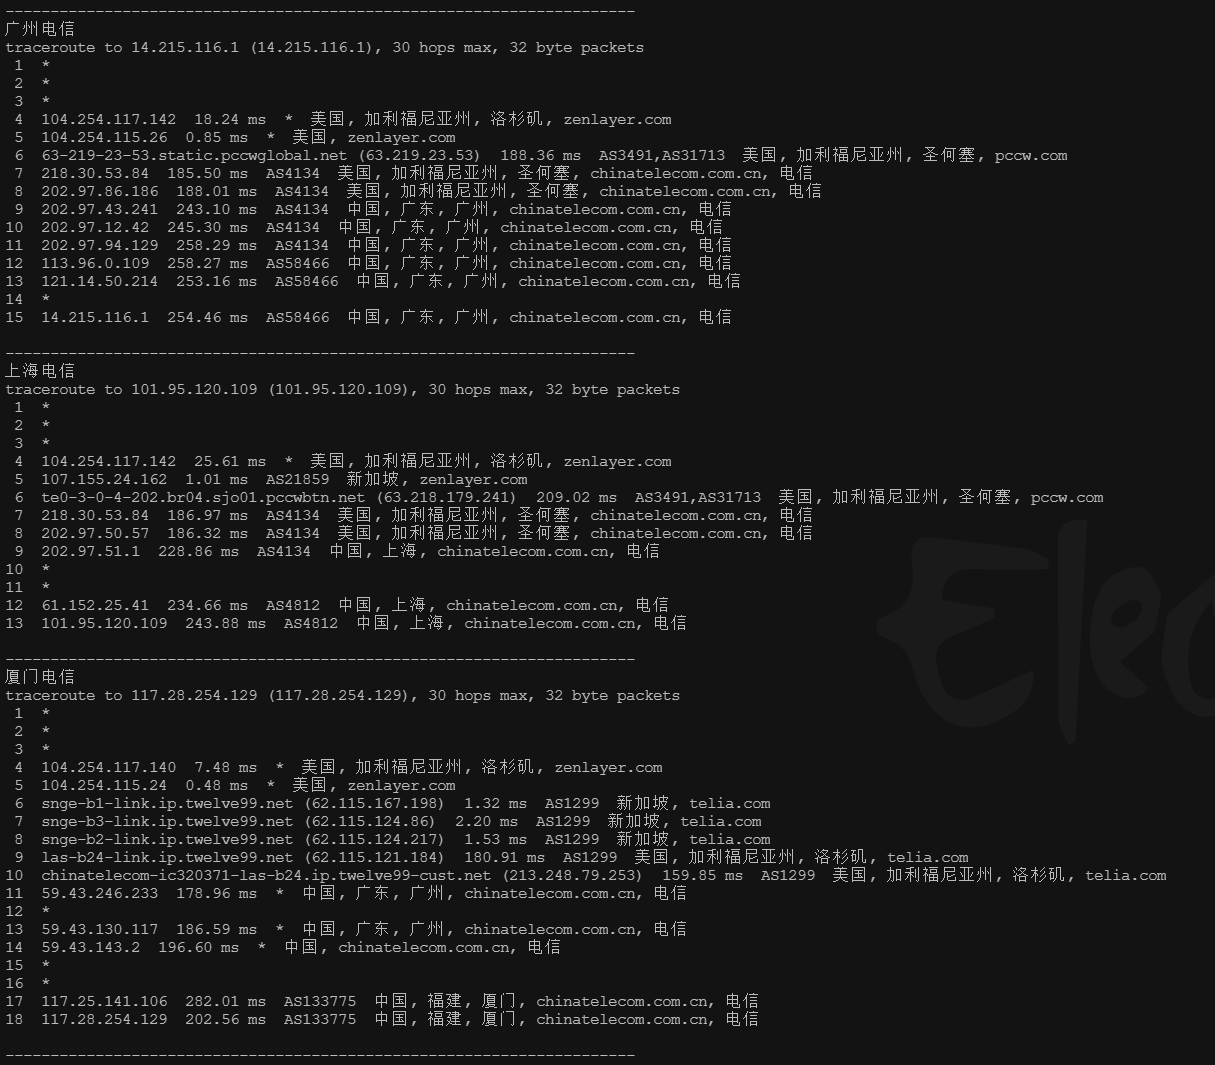 ----------------------------------------------------------------------
广州电信
traceroute to 14.215.116.1 (14.215.116.1), 30 hops max, 32 byte packets
 1  *
 2  *
 3  *
 4  104.254.117.142  18.24 ms  *  美国, 加利福尼亚州, 洛杉矶, zenlayer.com
 5  104.254.115.26  0.85 ms  *  美国, zenlayer.com
 6  63-219-23-53.static.pccwglobal.net (63.219.23.53)  188.36 ms  AS3491,AS31713  美国, 加利福尼亚州, 圣何塞, pccw.com
 7  218.30.53.84  185.50 ms  AS4134  美国, 加利福尼亚州, 圣何塞, chinatelecom.com.cn, 电信
 8  202.97.86.186  188.01 ms  AS4134  美国, 加利福尼亚州, 圣何塞, chinatelecom.com.cn, 电信
 9  202.97.43.241  243.10 ms  AS4134  中国, 广东, 广州, chinatelecom.com.cn, 电信
10  202.97.12.42  245.30 ms  AS4134  中国, 广东, 广州, chinatelecom.com.cn, 电信
11  202.97.94.129  258.29 ms  AS4134  中国, 广东, 广州, chinatelecom.com.cn, 电信
12  113.96.0.109  258.27 ms  AS58466  中国, 广东, 广州, chinatelecom.com.cn, 电信
13  121.14.50.214  253.16 ms  AS58466  中国, 广东, 广州, chinatelecom.com.cn, 电信
14  *
15  14.215.116.1  254.46 ms  AS58466  中国, 广东, 广州, chinatelecom.com.cn, 电信
----------------------------------------------------------------------
上海电信
traceroute to 101.95.120.109 (101.95.120.109), 30 hops max, 32 byte packets
 1  *
 2  *
 3  *
 4  104.254.117.142  25.61 ms  *  美国, 加利福尼亚州, 洛杉矶, zenlayer.com
 5  107.155.24.162  1.01 ms  AS21859  新加坡, zenlayer.com
 6  te0-3-0-4-202.br04.sjo01.pccwbtn.net (63.218.179.241)  209.02 ms  AS3491,AS31713  美国, 加利福尼亚州, 圣何塞, pccw.com
 7  218.30.53.84  186.97 ms  AS4134  美国, 加利福尼亚州, 圣何塞, chinatelecom.com.cn, 电信
 8  202.97.50.57  186.32 ms  AS4134  美国, 加利福尼亚州, 圣何塞, chinatelecom.com.cn, 电信
 9  202.97.51.1  228.86 ms  AS4134  中国, 上海, chinatelecom.com.cn, 电信
10  *
11  *
12  61.152.25.41  234.66 ms  AS4812  中国, 上海, chinatelecom.com.cn, 电信
13  101.95.120.109  243.88 ms  AS4812  中国, 上海, chinatelecom.com.cn, 电信
----------------------------------------------------------------------
厦门电信
traceroute to 117.28.254.129 (117.28.254.129), 30 hops max, 32 byte packets
 1  *
 2  *
 3  *
 4  104.254.117.140  7.48 ms  *  美国, 加利福尼亚州, 洛杉矶, zenlayer.com
 5  104.254.115.24  0.48 ms  *  美国, zenlayer.com
 6  snge-b1-link.ip.twelve99.net (62.115.167.198)  1.32 ms  AS1299  新加坡, telia.com
 7  snge-b3-link.ip.twelve99.net (62.115.124.86)  2.20 ms  AS1299  新加坡, telia.com
 8  snge-b2-link.ip.twelve99.net (62.115.124.217)  1.53 ms  AS1299  新加坡, telia.com
 9  las-b24-link.ip.twelve99.net (62.115.121.184)  180.91 ms  AS1299  美国, 加利福尼亚州, 洛杉矶, telia.com
10  chinatelecom-ic320371-las-b24.ip.twelve99-cust.net (213.248.79.253)  159.85 ms  AS1299  美国, 加利福尼亚州, 洛杉矶, telia.com
11  59.43.246.233  178.96 ms  *  中国, 广东, 广州, chinatelecom.com.cn, 电信
12  *
13  59.43.130.117  186.59 ms  *  中国, 广东, 广州, chinatelecom.com.cn, 电信
14  59.43.143.2  196.60 ms  *  中国, chinatelecom.com.cn, 电信
15  *
16  *
17  117.25.141.106  282.01 ms  AS133775  中国, 福建, 厦门, chinatelecom.com.cn, 电信
18  117.28.254.129  202.56 ms  AS133775  中国, 福建, 厦门, chinatelecom.com.cn, 电信
----------------------------------------------------------------------